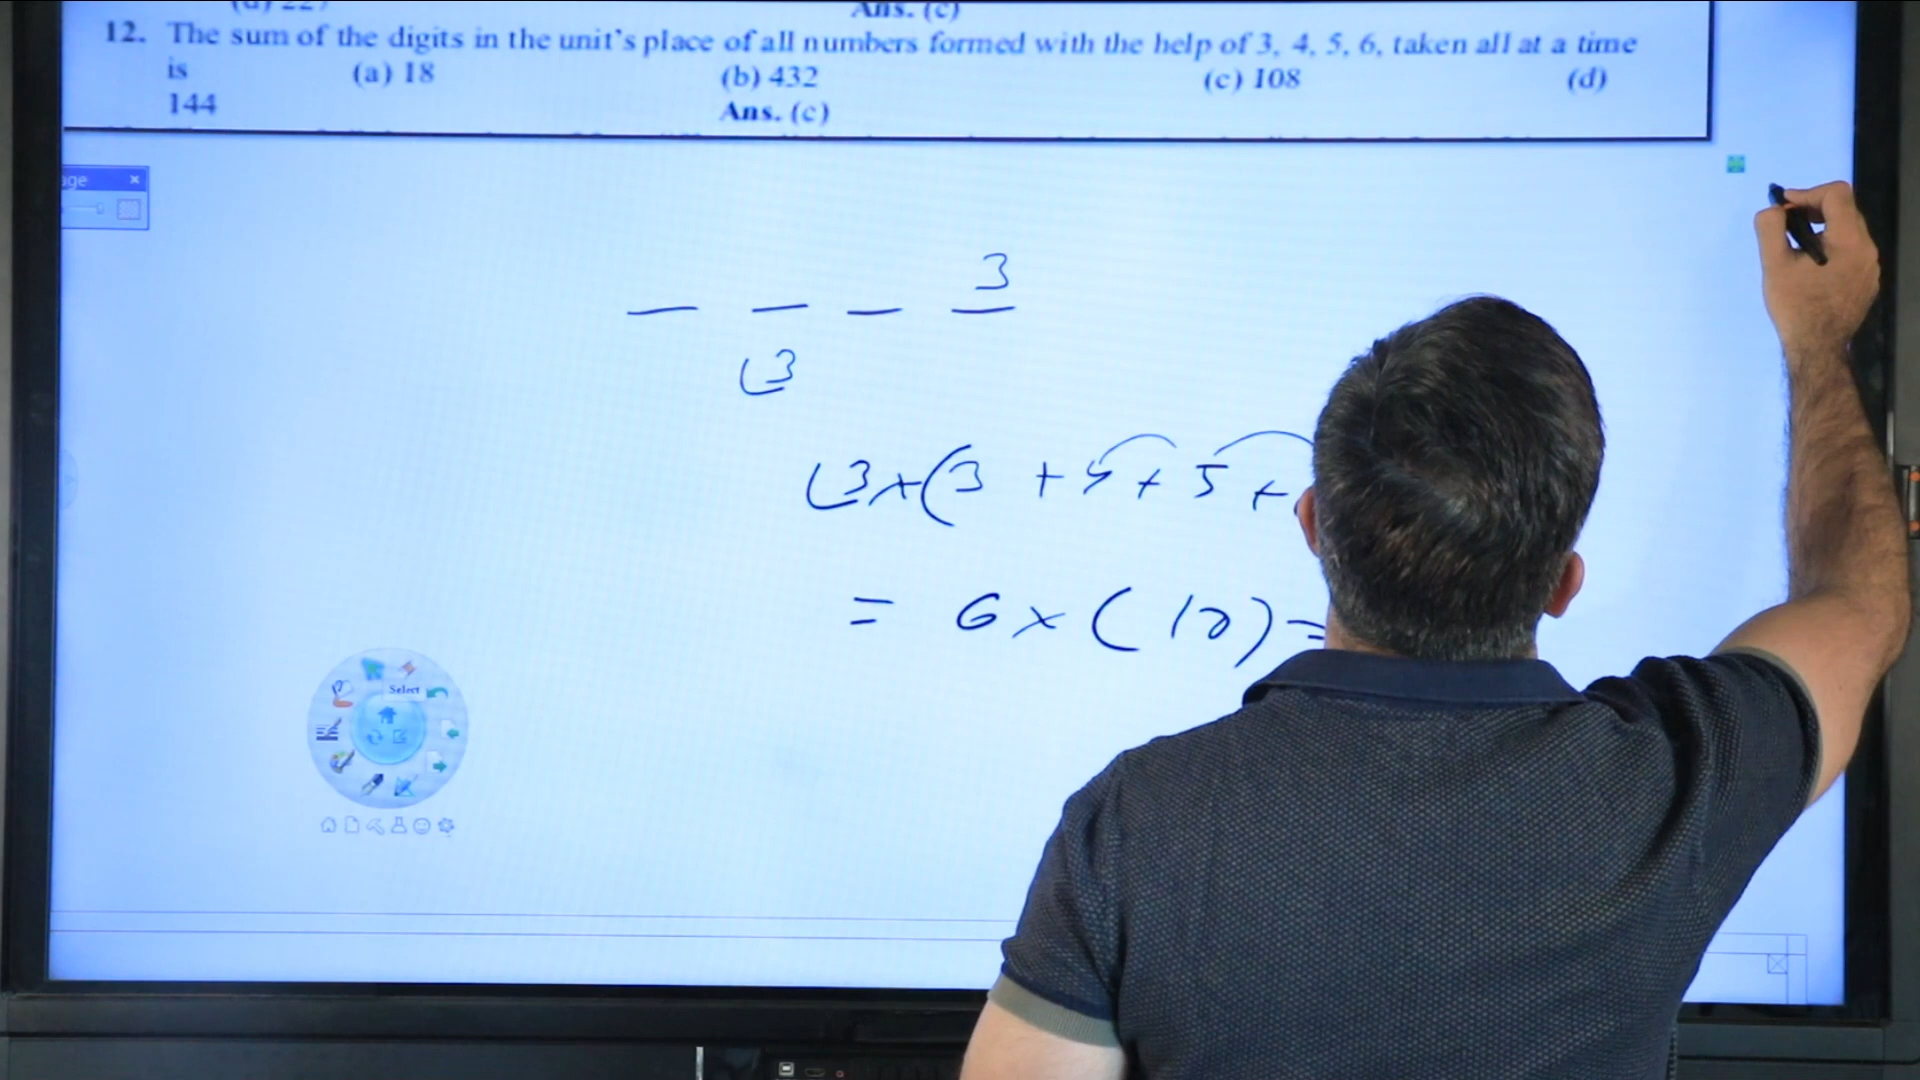 Ans. (c)
12. The sum of the digits in the unit's place of all numbers formed with the help of 3, 4, 5, 6, taken all at a time
is (a) 18 (b) 432 (c) 108 (d)
144 Ans. (c)
age
3
3
3×(3 + 4 + 5 +
= 6 × ( 18) =
Select